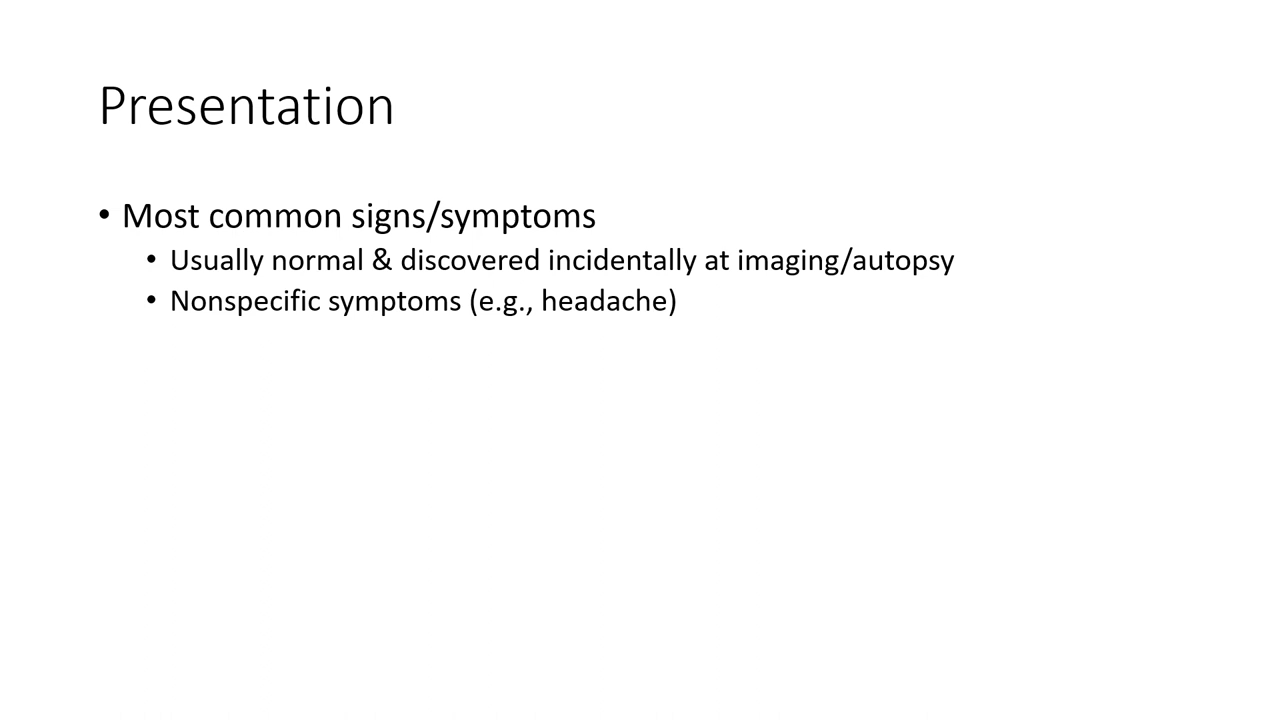 Presentation
• Most common signs/symptoms
• Usually normal & discovered incidentally at imaging/autopsy
• Nonspecific symptoms (e.g., headache)